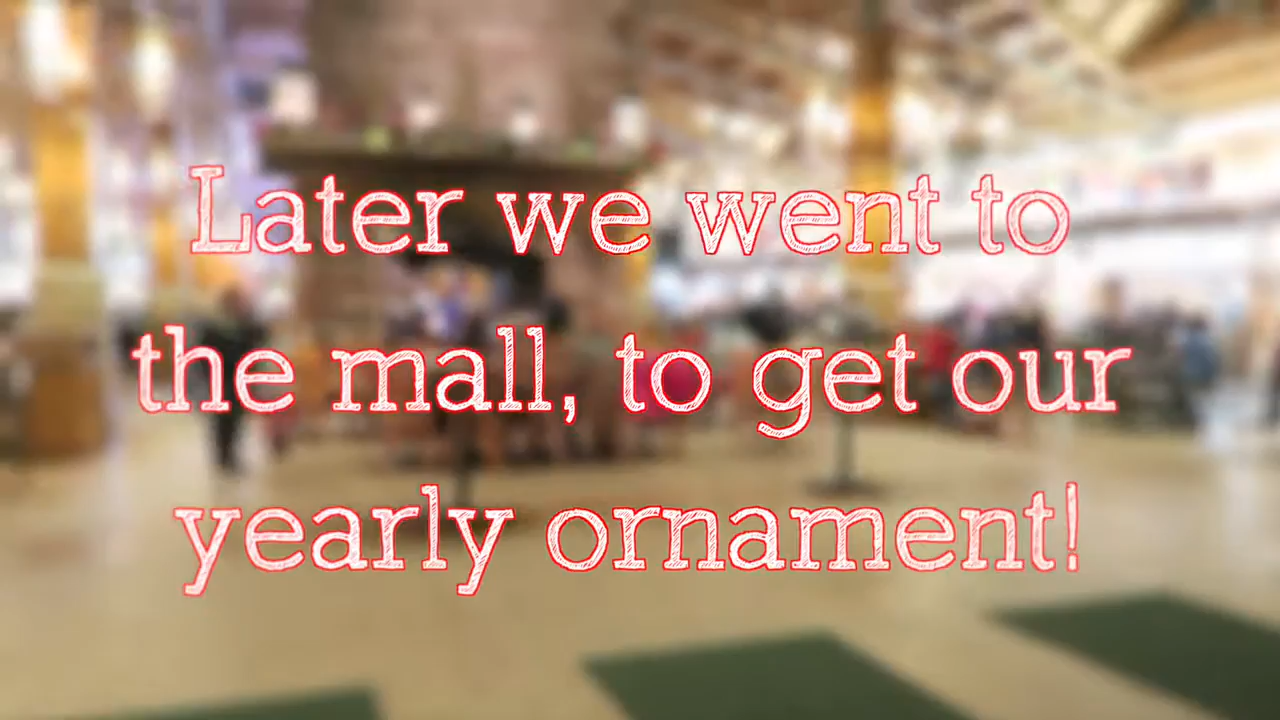 Later we went to
the mall, to get our
yearly ornament!